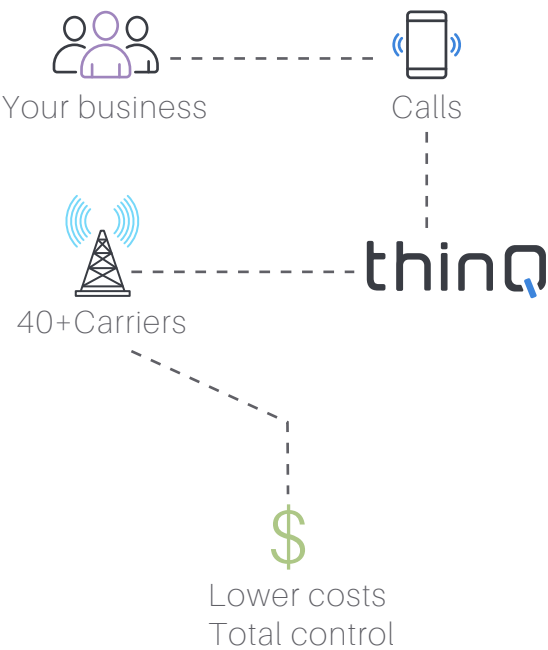 Your business
Calls
thinQ
40+Carriers
$
Lower costs
Total control